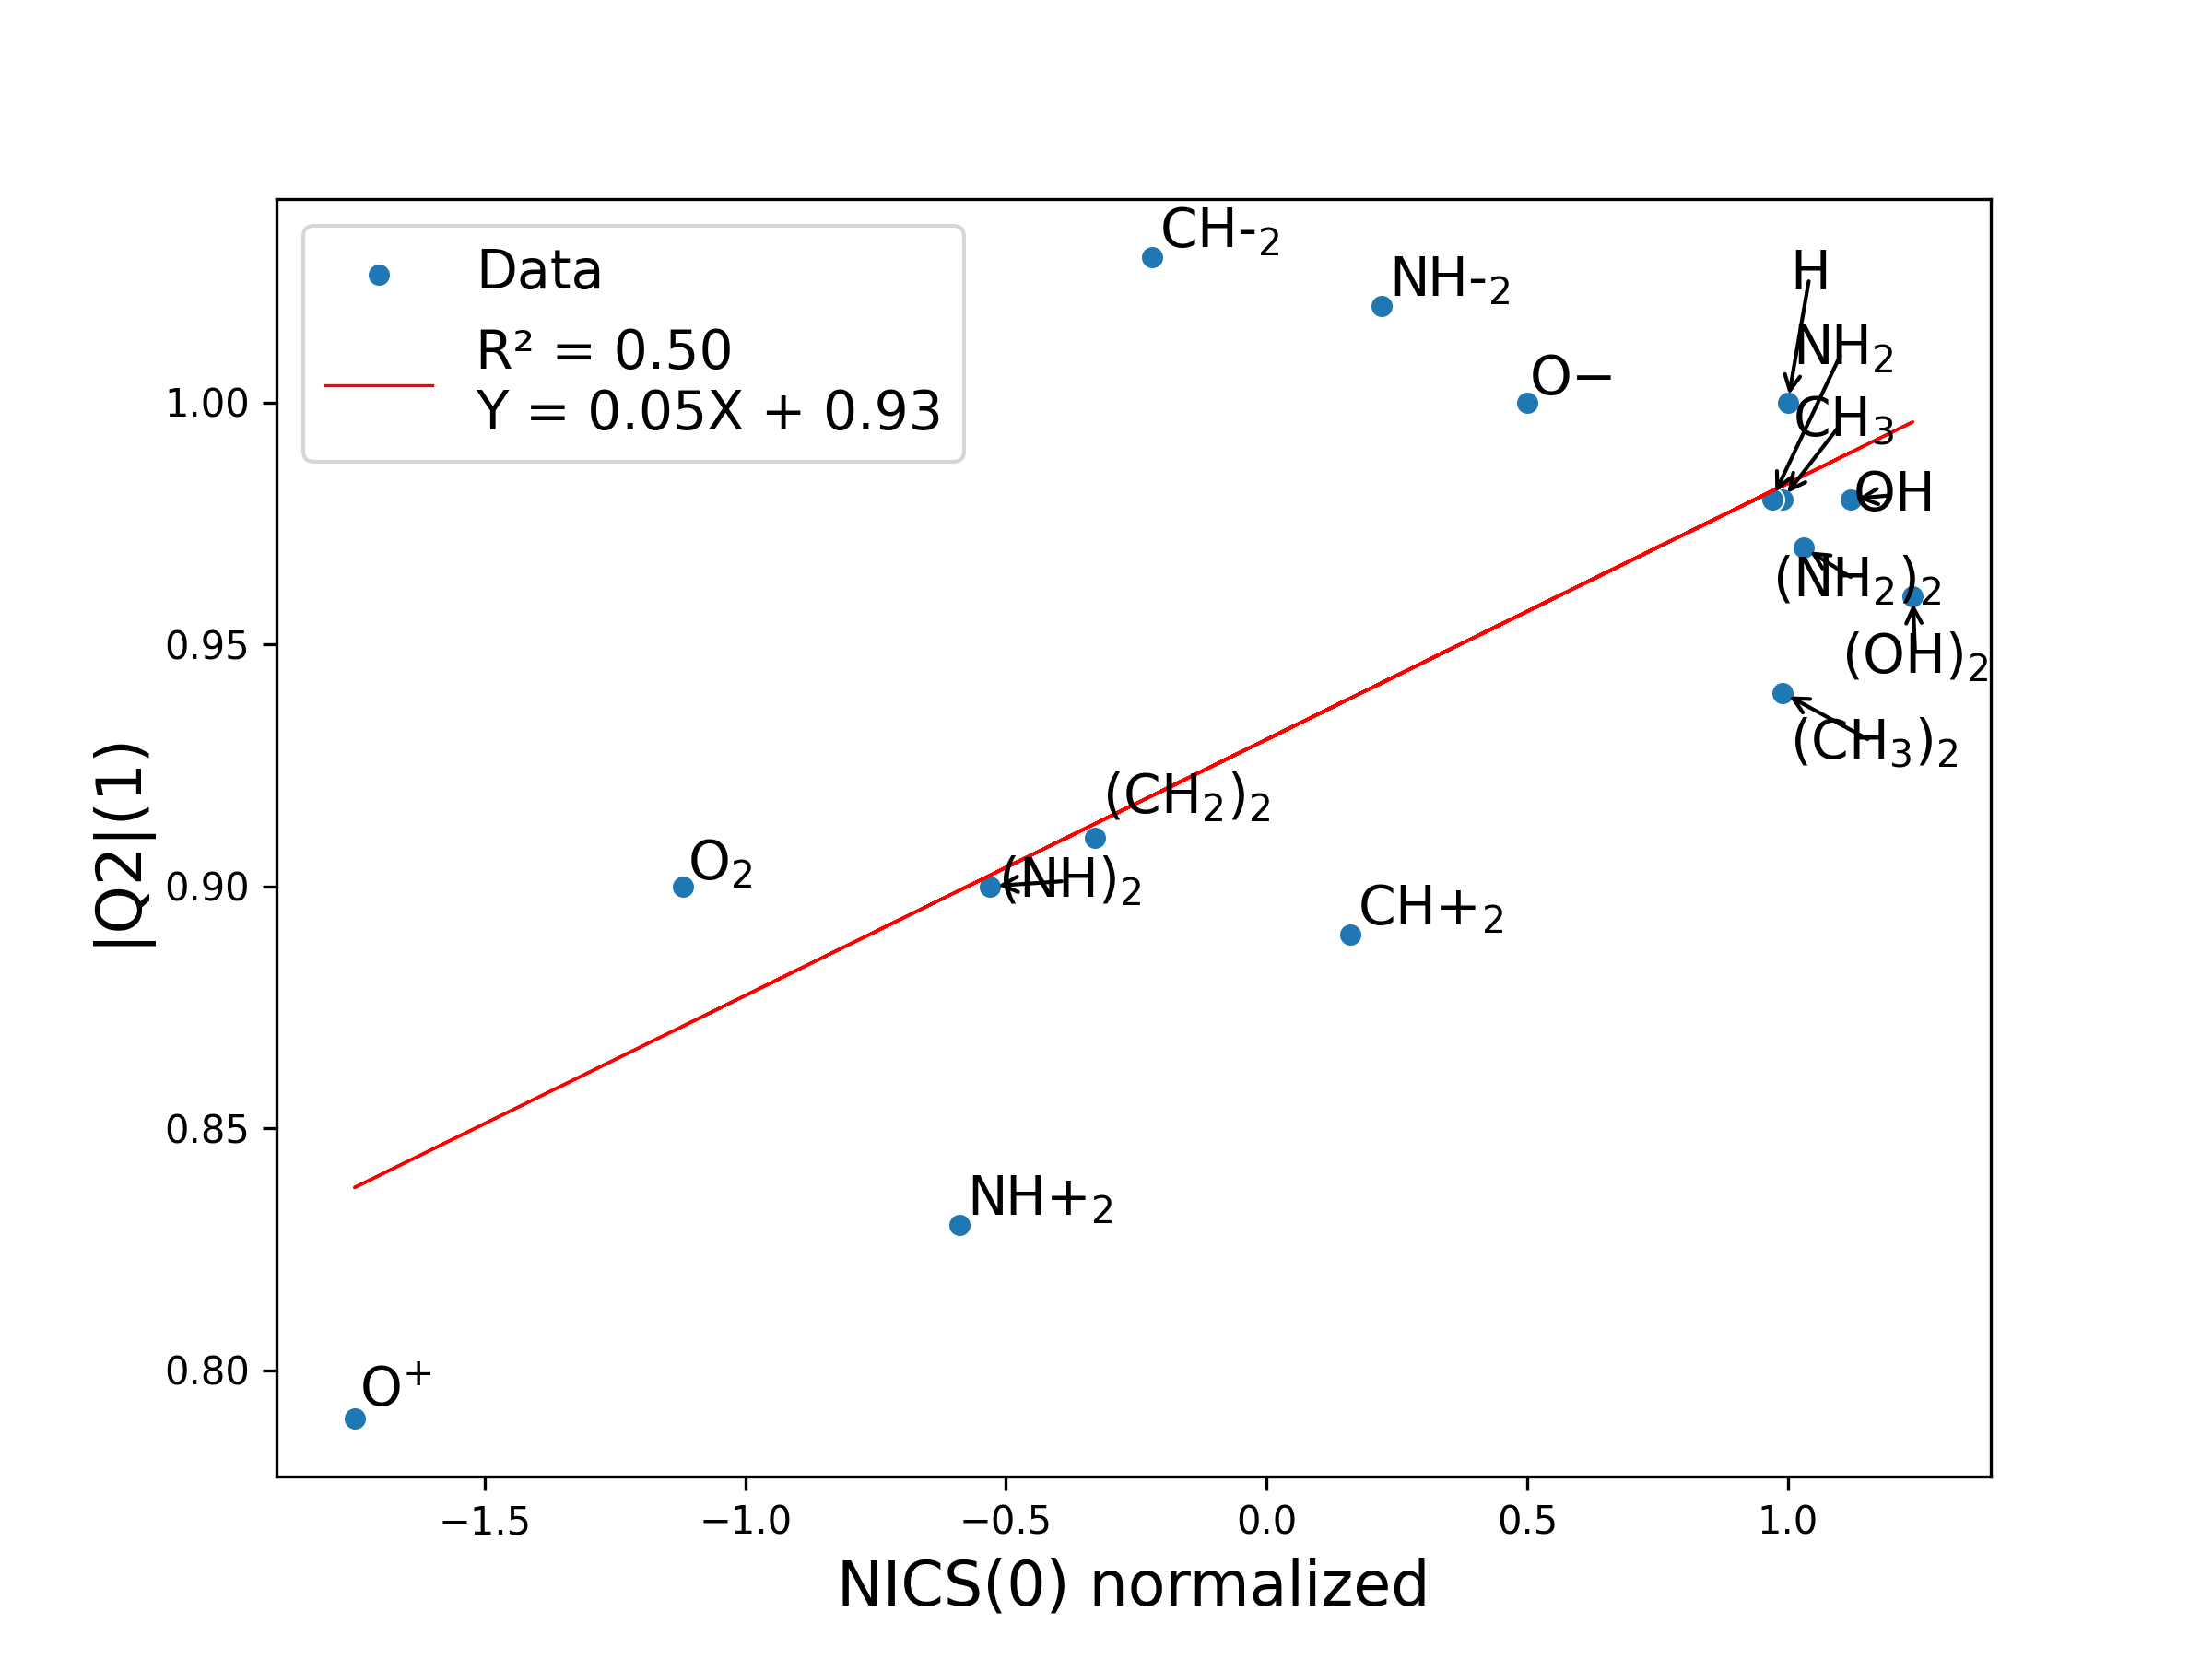 Data
R² = 0.50
Y = 0.05X + 0.93
CH-₂
NH-₂
H
NH₂
O−
CH₃
OH
(NH₂)₂
(OH)₂
(CH₃)₂
(CH₂)₂
O₂
(NH)₂
CH+₂
NH+₂
O⁺
1.00
0.95
0.90
0.85
0.80
|Q2|(1)
−1.5 −1.0 −0.5 0.0 0.5 1.0
NICS(0) normalized